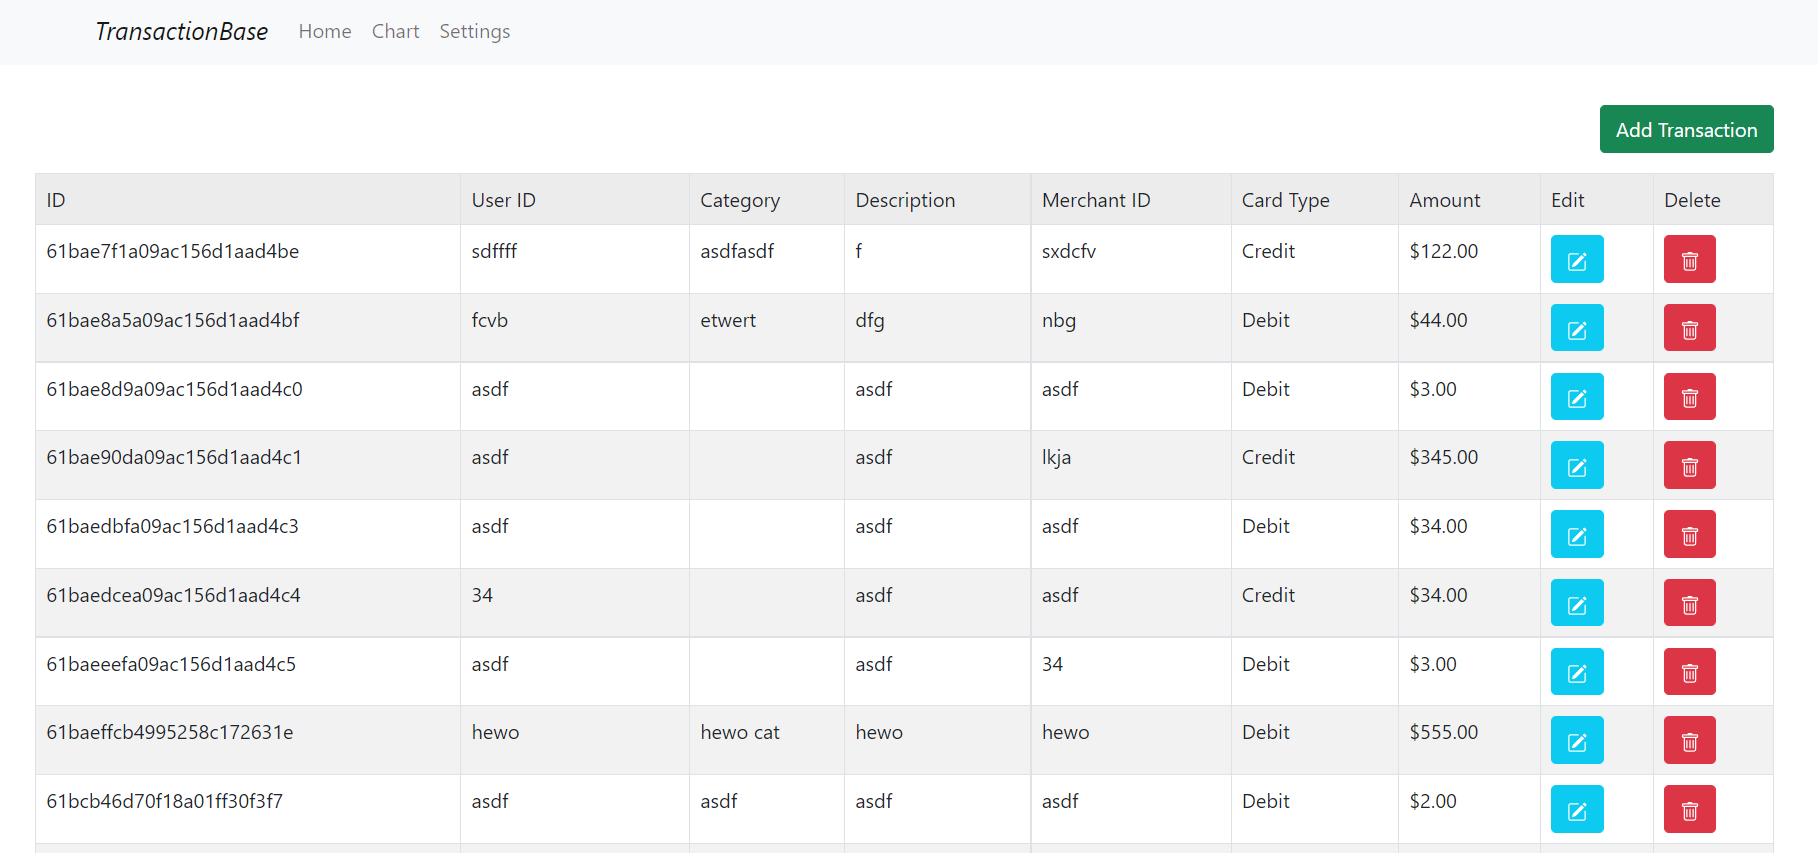 TransactionBase Home Chart Settings
Add Transaction
ID User ID Category Description Merchant ID Card Type Amount Edit Delete
61bae7f1a09ac156d1aad4be sdffff asdfasdf f sxdcfv Credit $122.00
61bae8a5a09ac156d1aad4bf fcvb etwert dfg nbg Debit $44.00
61bae8d9a09ac156d1aad4c0 asdf asdf asdf Debit $3.00
61bae90da09ac156d1aad4c1 asdf asdf lkja Credit $345.00
61baedbfa09ac156d1aad4c3 asdf asdf asdf Debit $34.00
61baedcea09ac156d1aad4c4 34 asdf asdf Credit $34.00
61baeeefa09ac156d1aad4c5 asdf asdf 34 Debit $3.00
61baeffcb4995258c172631e hewo hewo cat hewo hewo Debit $555.00
61bcb46d70f18a01ff30f3f7 asdf asdf asdf asdf Debit $2.00